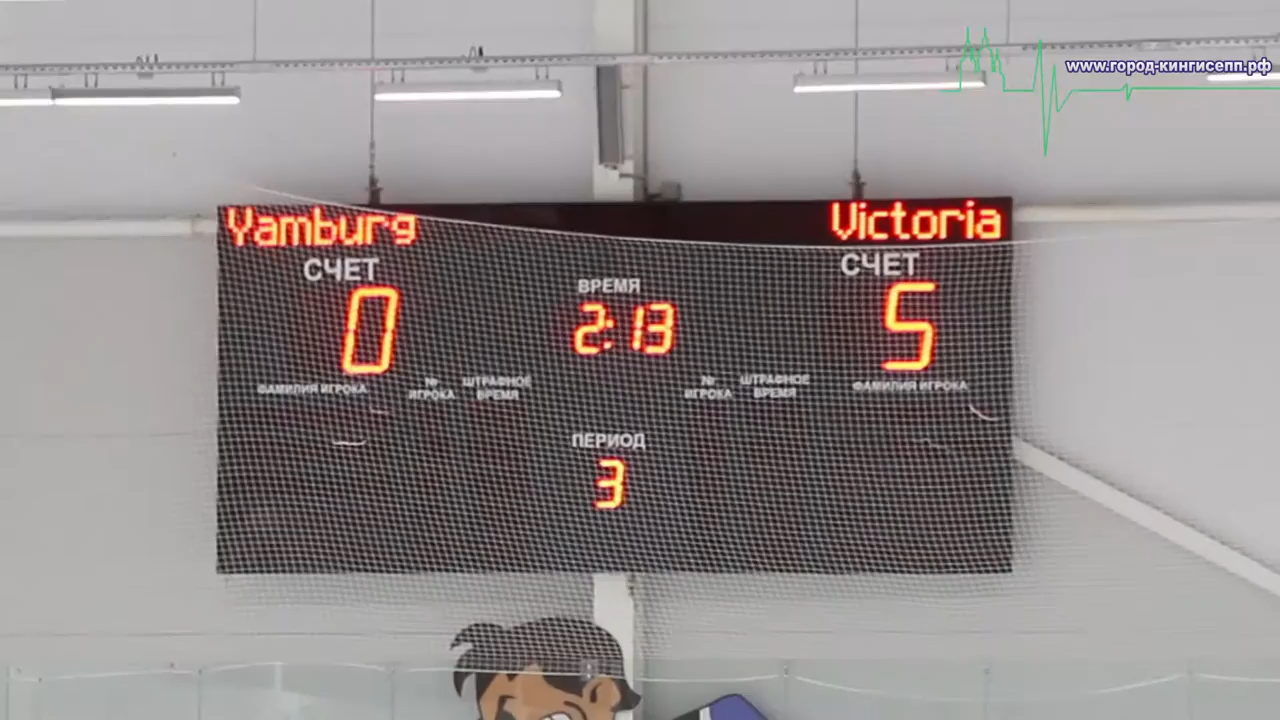 www.город-кингисепп.рф
Yamburg
Victoria
СЧЕТ
СЧЕТ
ВРЕМЯ
0
2:13
5
ФАМИЛИЯ ИГРОКА
№ ИГРОКА
ШТРАФНОЕ ВРЕМЯ
№ ИГРОКА
ШТРАФНОЕ ВРЕМЯ
ФАМИЛИЯ ИГРОКА
ПЕРИОД
3